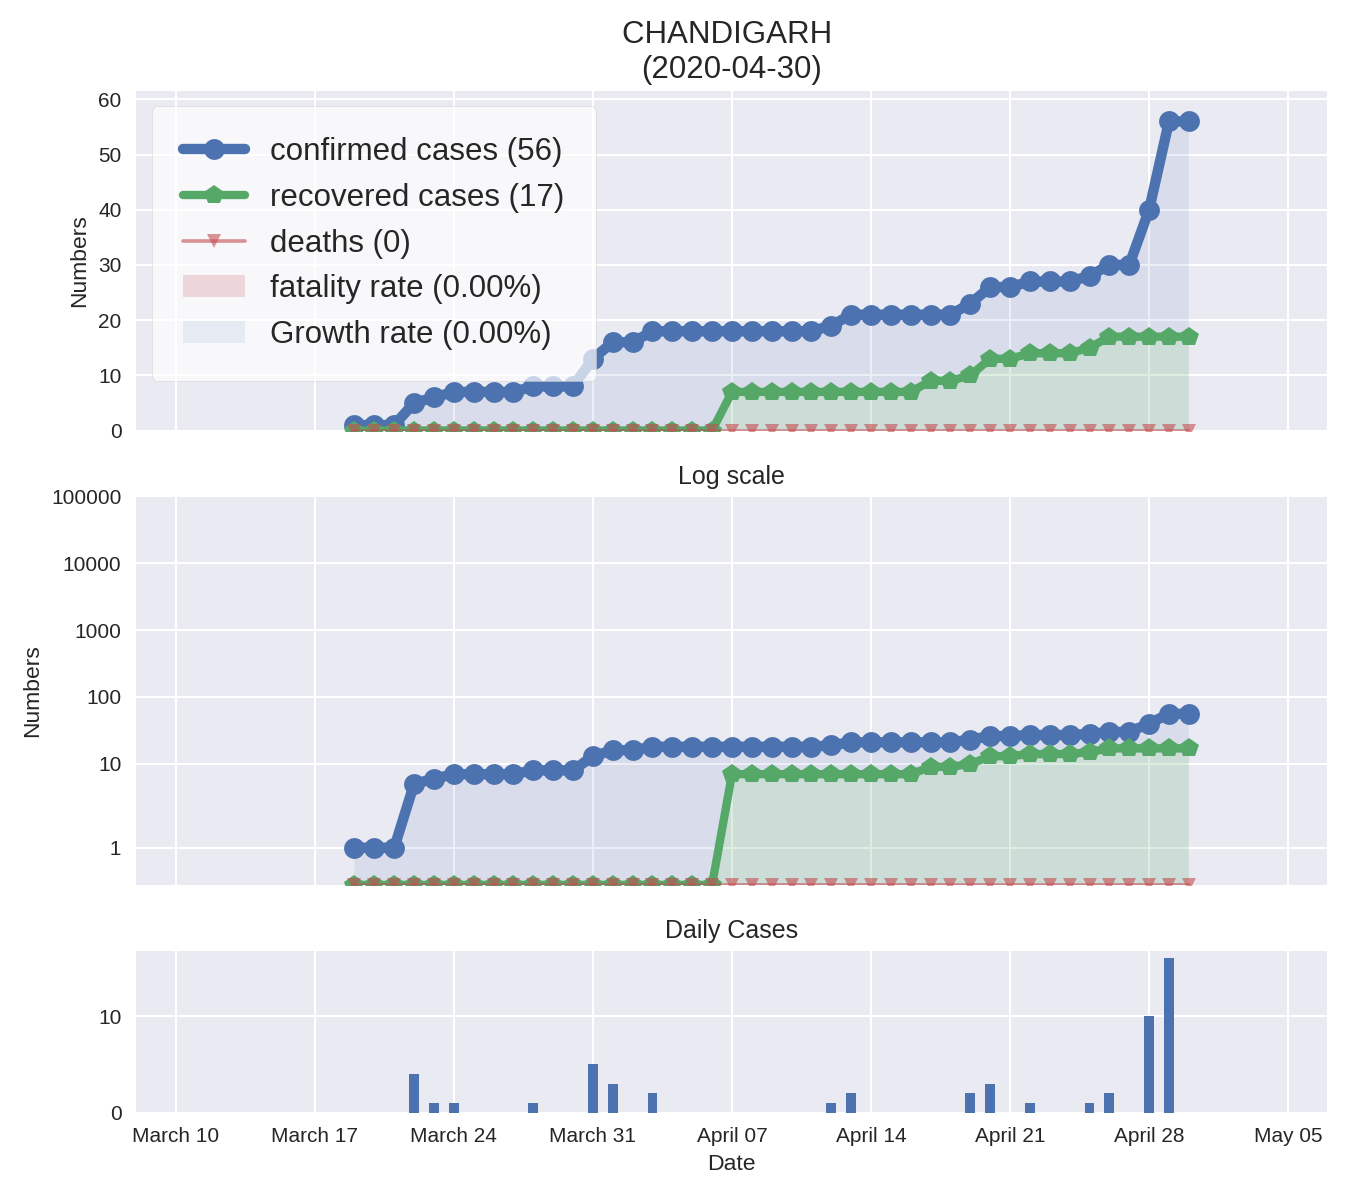 CHANDIGARH
(2020-04-30)
60
50
40
30
20
10
0
Numbers
confirmed cases (56)
recovered cases (17)
deaths (0)
fatality rate (0.00%)
Growth rate (0.00%)
Log scale
100000
10000
1000
100
10
1
Numbers
Daily Cases
10
0
March 10 March 17 March 24 March 31 April 07 April 14 April 21 April 28 May 05
Date